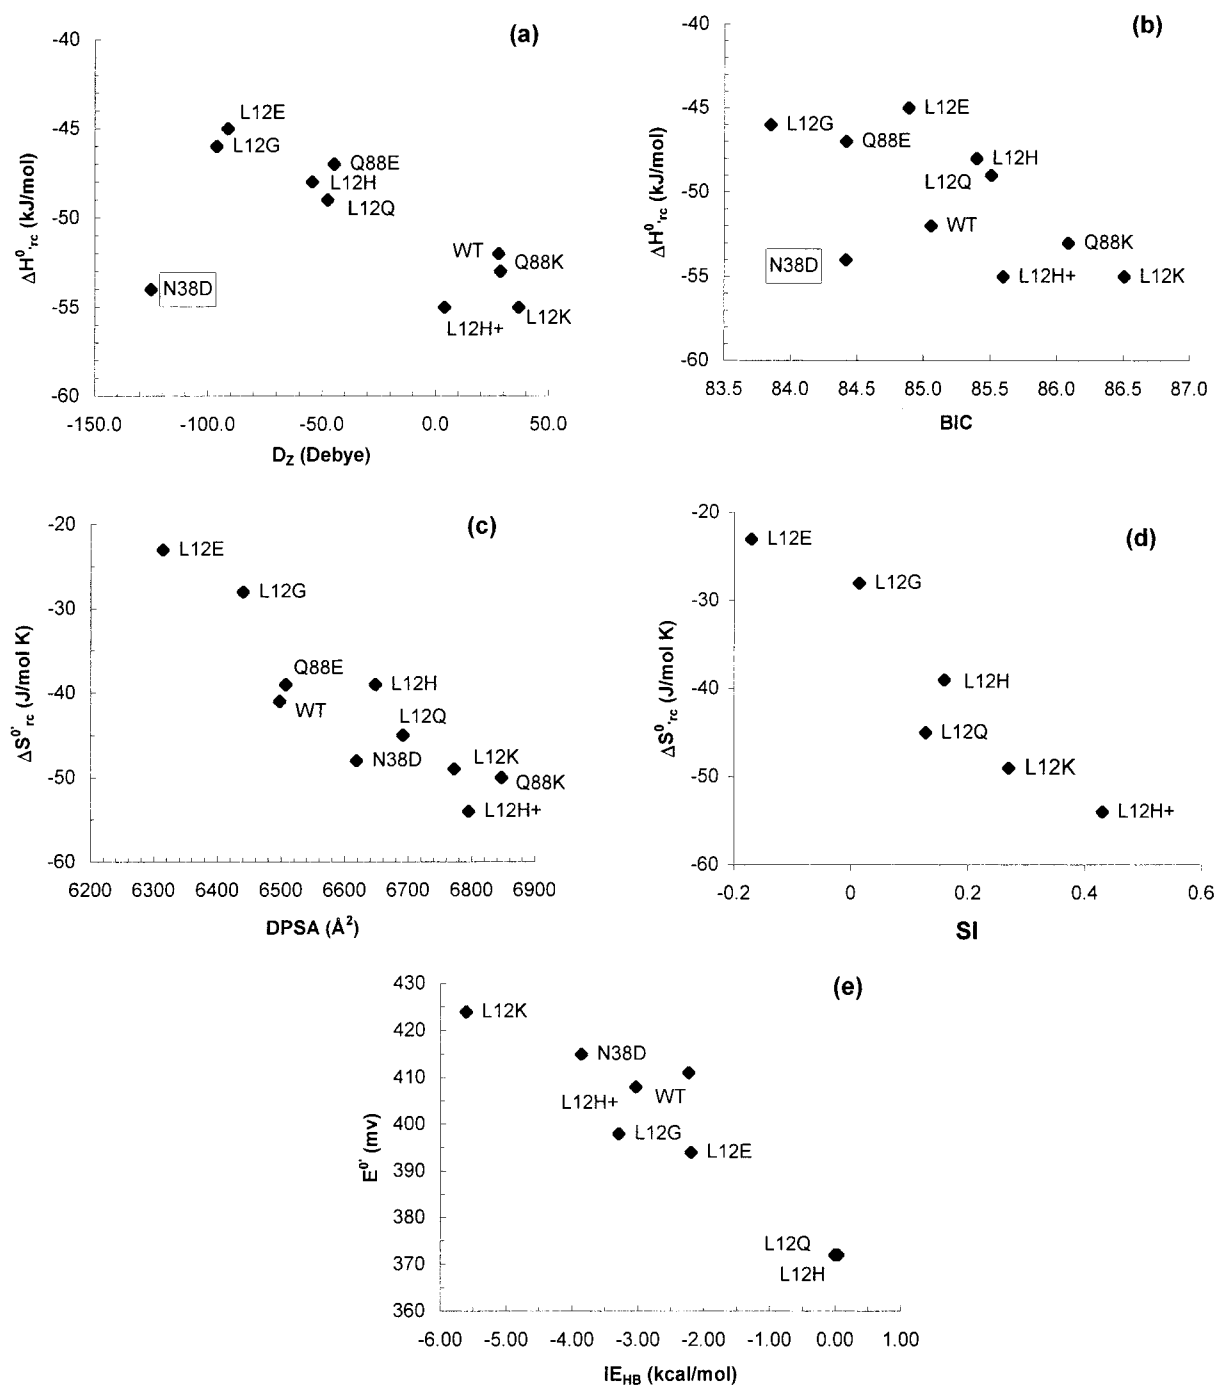 (a)
-40
-45
-50
-55
-60
ΔH⁰'rc (kJ/mol)
L12E
L12G
Q88E
L12H
L12Q
WT
Q88K
N38D
L12H+
L12K
-150.0 -100.0 -50.0 0.0 50.0
DZ (Debye)
(b)
-40
-45
-50
-55
-60
ΔH⁰'rc (kJ/mol)
L12E
L12G
Q88E
L12H
L12Q
WT
Q88K
N38D
L12H+
L12K
83.5 84.0 84.5 85.0 85.5 86.0 86.5 87.0
BIC
(c)
-20
-30
-40
-50
-60
ΔS⁰'rc (J/mol K)
L12E
L12G
Q88E
L12H
WT
L12Q
N38D
L12K
Q88K
L12H+
6200 6300 6400 6500 6600 6700 6800 6900
DPSA (Å²)
(d)
-20
-30
-40
-50
-60
ΔS⁰'rc (J/mol K)
L12E
L12G
L12H
L12Q
L12K
L12H+
-0.2 0 0.2 0.4 0.6
SI
(e)
430
420
410
400
390
380
370
360
E⁰' (mv)
L12K
N38D
L12H+
WT
L12G
L12E
L12Q
L12H
-6.00 -5.00 -4.00 -3.00 -2.00 -1.00 0.00 1.00
IEHB (kcal/mol)